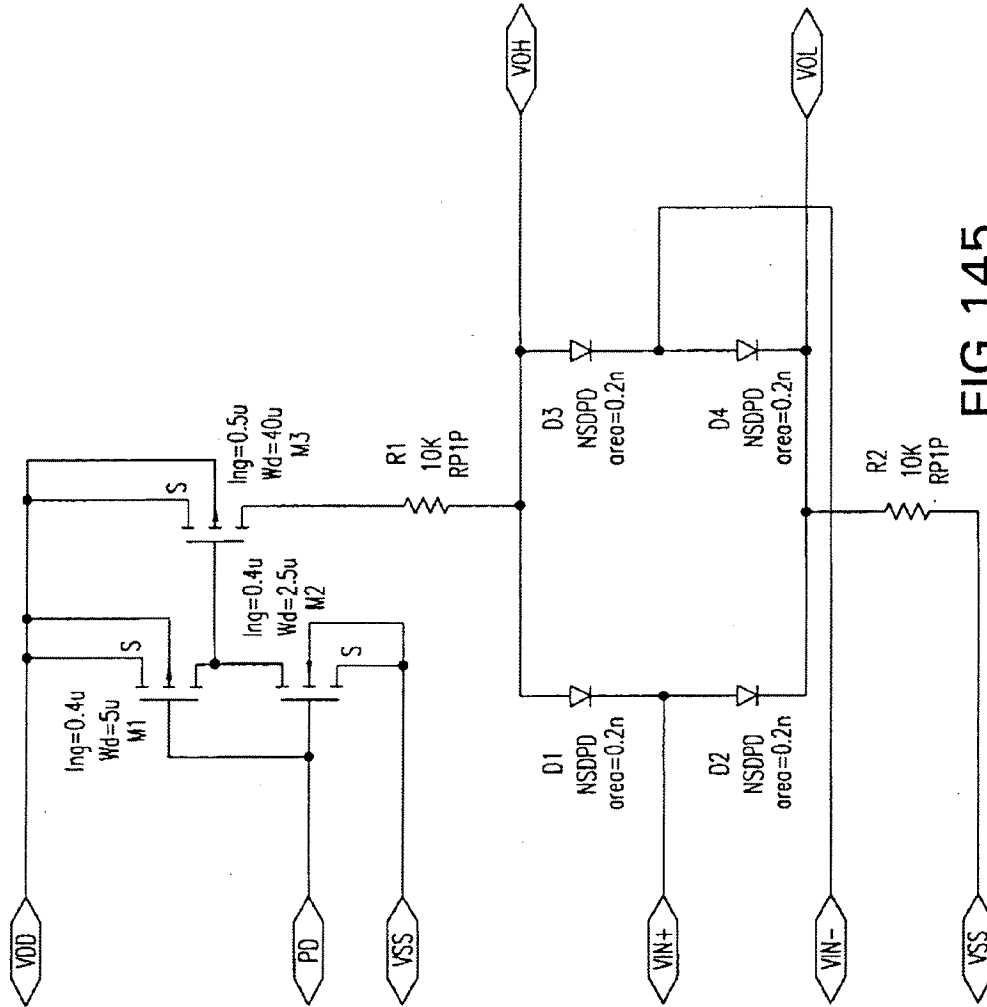 VDD
PD
VSS
lng=0.4u
Wd=5u
M1
S
lng=0.4u
Wd=2.5u
M2
S
S
lng=0.5u
Wd=40u
M3
R1
10K
RP1P
VOH
D1
NSDPD
area=0.2n
D3
NSDPD
area=0.2n
VIN+
D2
NSDPD
area=0.2n
D4
NSDPD
area=0.2n
VOL
VIN-
R2
10K
RP1P
VSS
FIG. 145